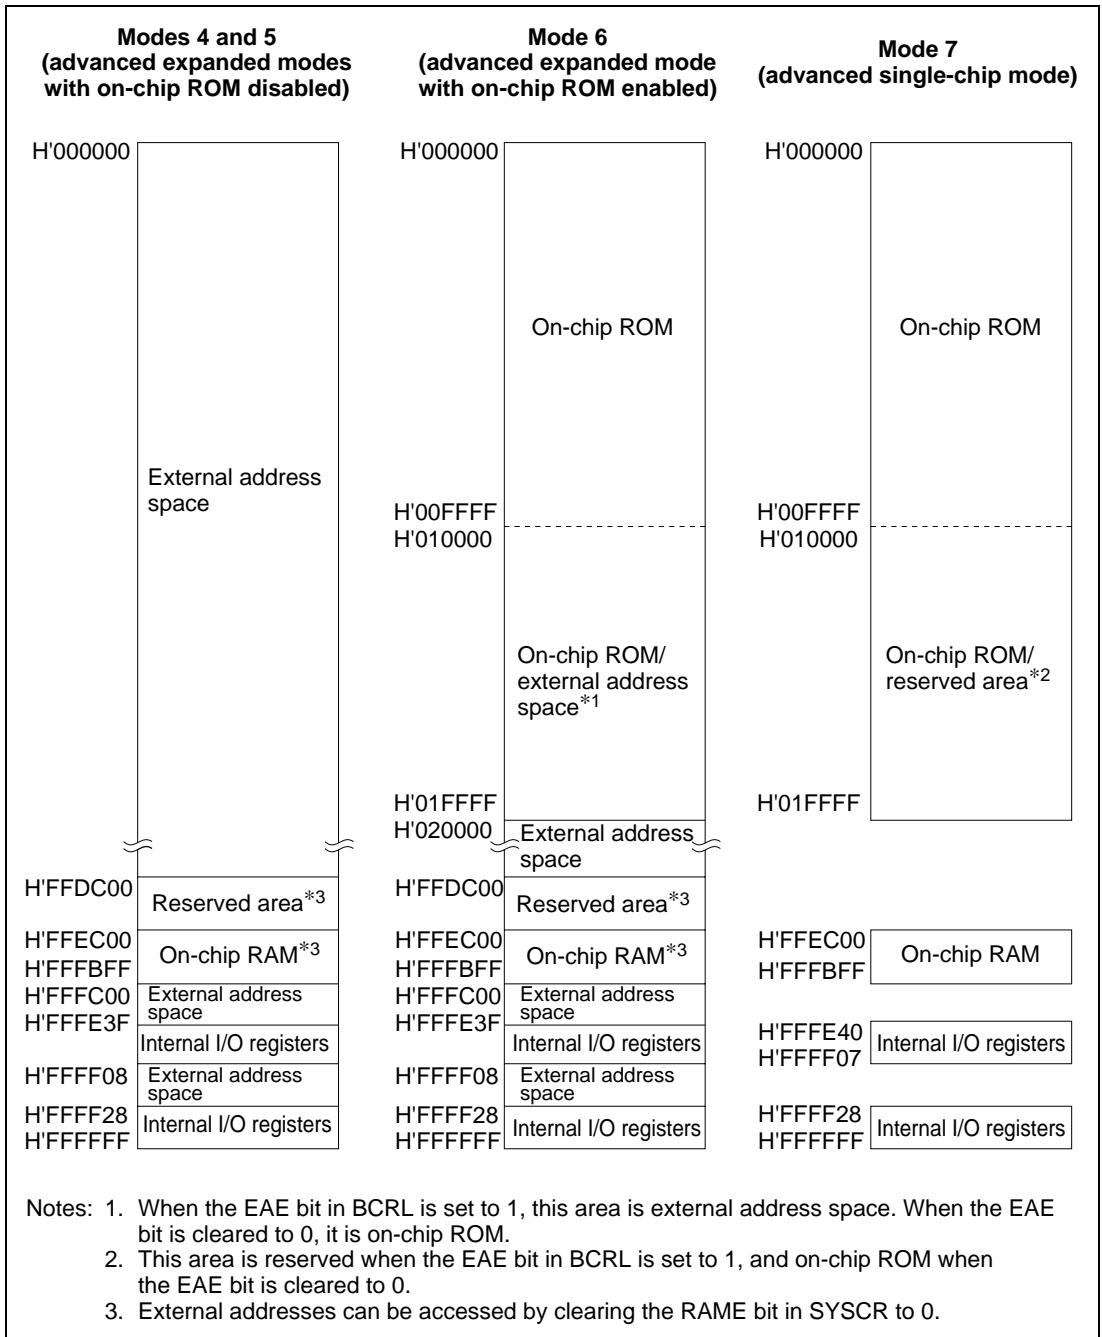 Modes 4 and 5
(advanced expanded modes
with on-chip ROM disabled)
H'000000
External address
space
H'FFDC00
Reserved area*3
H'FFEC00
On-chip RAM*3
H'FFFBFF
H'FFFC00
External address
space
H'FFFE3F
Internal I/O registers
H'FFFF08
External address
space
H'FFFF28
Internal I/O registers
H'FFFFFF
Mode 6
(advanced expanded mode
with on-chip ROM enabled)
H'000000
On-chip ROM
H'00FFFF
H'010000
On-chip ROM/
external address
space*1
H'01FFFF
H'020000
External address
space
H'FFDC00
Reserved area*3
H'FFEC00
On-chip RAM*3
H'FFFBFF
H'FFFC00
External address
space
H'FFFE3F
Internal I/O registers
H'FFFF08
External address
space
H'FFFF28
Internal I/O registers
H'FFFFFF
Mode 7
(advanced single-chip mode)
H'000000
On-chip ROM
H'00FFFF
H'010000
On-chip ROM/
reserved area*2
H'01FFFF
H'FFEC00
On-chip RAM
H'FFFBFF
H'FFFE40
Internal I/O registers
H'FFFF07
H'FFFF28
Internal I/O registers
H'FFFFFF
Notes: 1. When the EAE bit in BCRL is set to 1, this area is external address space. When the EAE
bit is cleared to 0, it is on-chip ROM.
2. This area is reserved when the EAE bit in BCRL is set to 1, and on-chip ROM when
the EAE bit is cleared to 0.
3. External addresses can be accessed by clearing the RAME bit in SYSCR to 0.